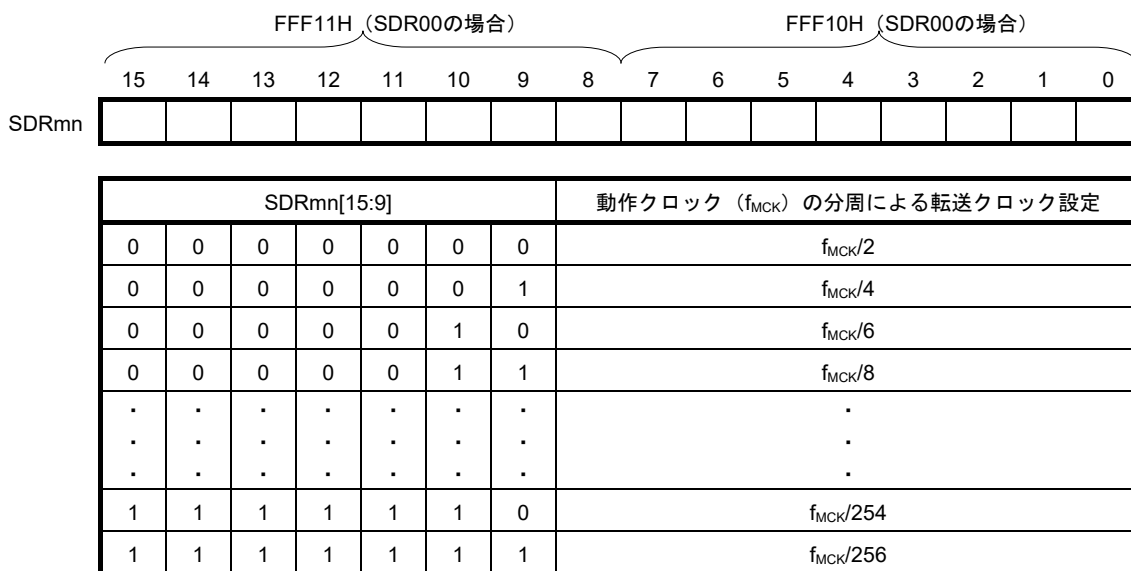 FFF11H（SDR00の場合） FFF10H（SDR00の場合）
15 14 13 12 11 10 9 8 7 6 5 4 3 2 1 0
SDRmn
SDRmn[15:9] 動作クロック（fMCK）の分周による転送クロック設定
0 0 0 0 0 0 0 fMCK/2
0 0 0 0 0 0 1 fMCK/4
0 0 0 0 0 1 0 fMCK/6
0 0 0 0 0 1 1 fMCK/8
・ ・ ・ ・ ・ ・ ・ ・
・ ・ ・ ・ ・ ・ ・ ・
・ ・ ・ ・ ・ ・ ・ ・
1 1 1 1 1 1 0 fMCK/254
1 1 1 1 1 1 1 fMCK/256